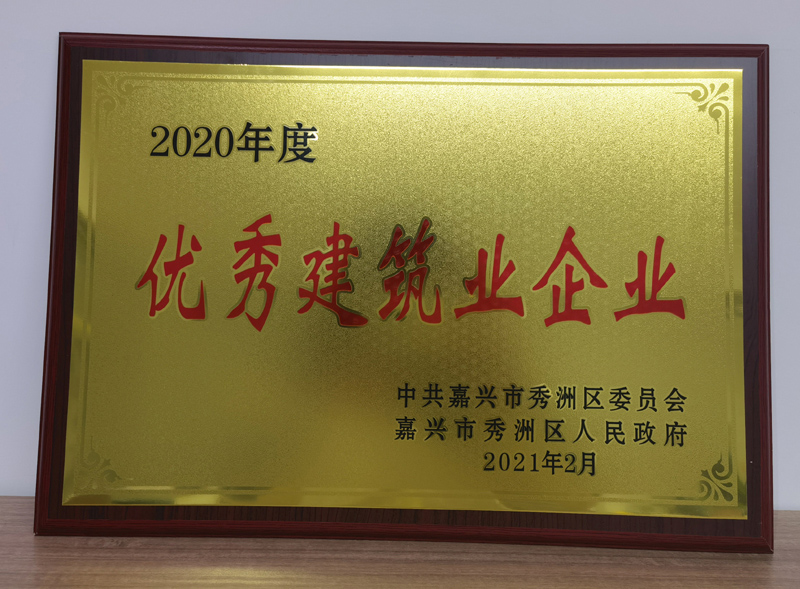 2020年度
优秀建筑业企业
中共嘉兴市秀洲区委员会
嘉兴市秀洲区人民政府
2021年2月